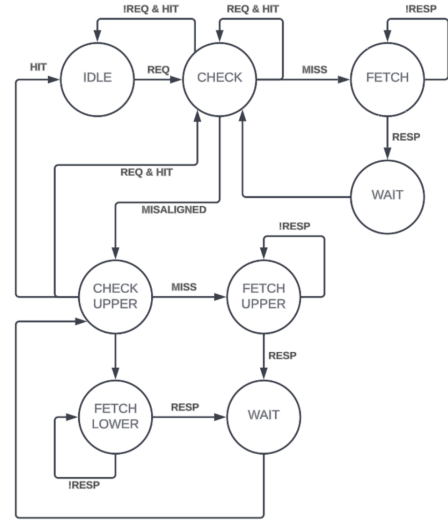 !REQ & HIT
REQ & HIT
!RESP
HIT
IDLE
REQ
CHECK
MISS
FETCH
RESP
REQ & HIT
WAIT
MISALIGNED
!RESP
CHECK
UPPER
MISS
FETCH
UPPER
RESP
FETCH
LOWER
RESP
WAIT
!RESP